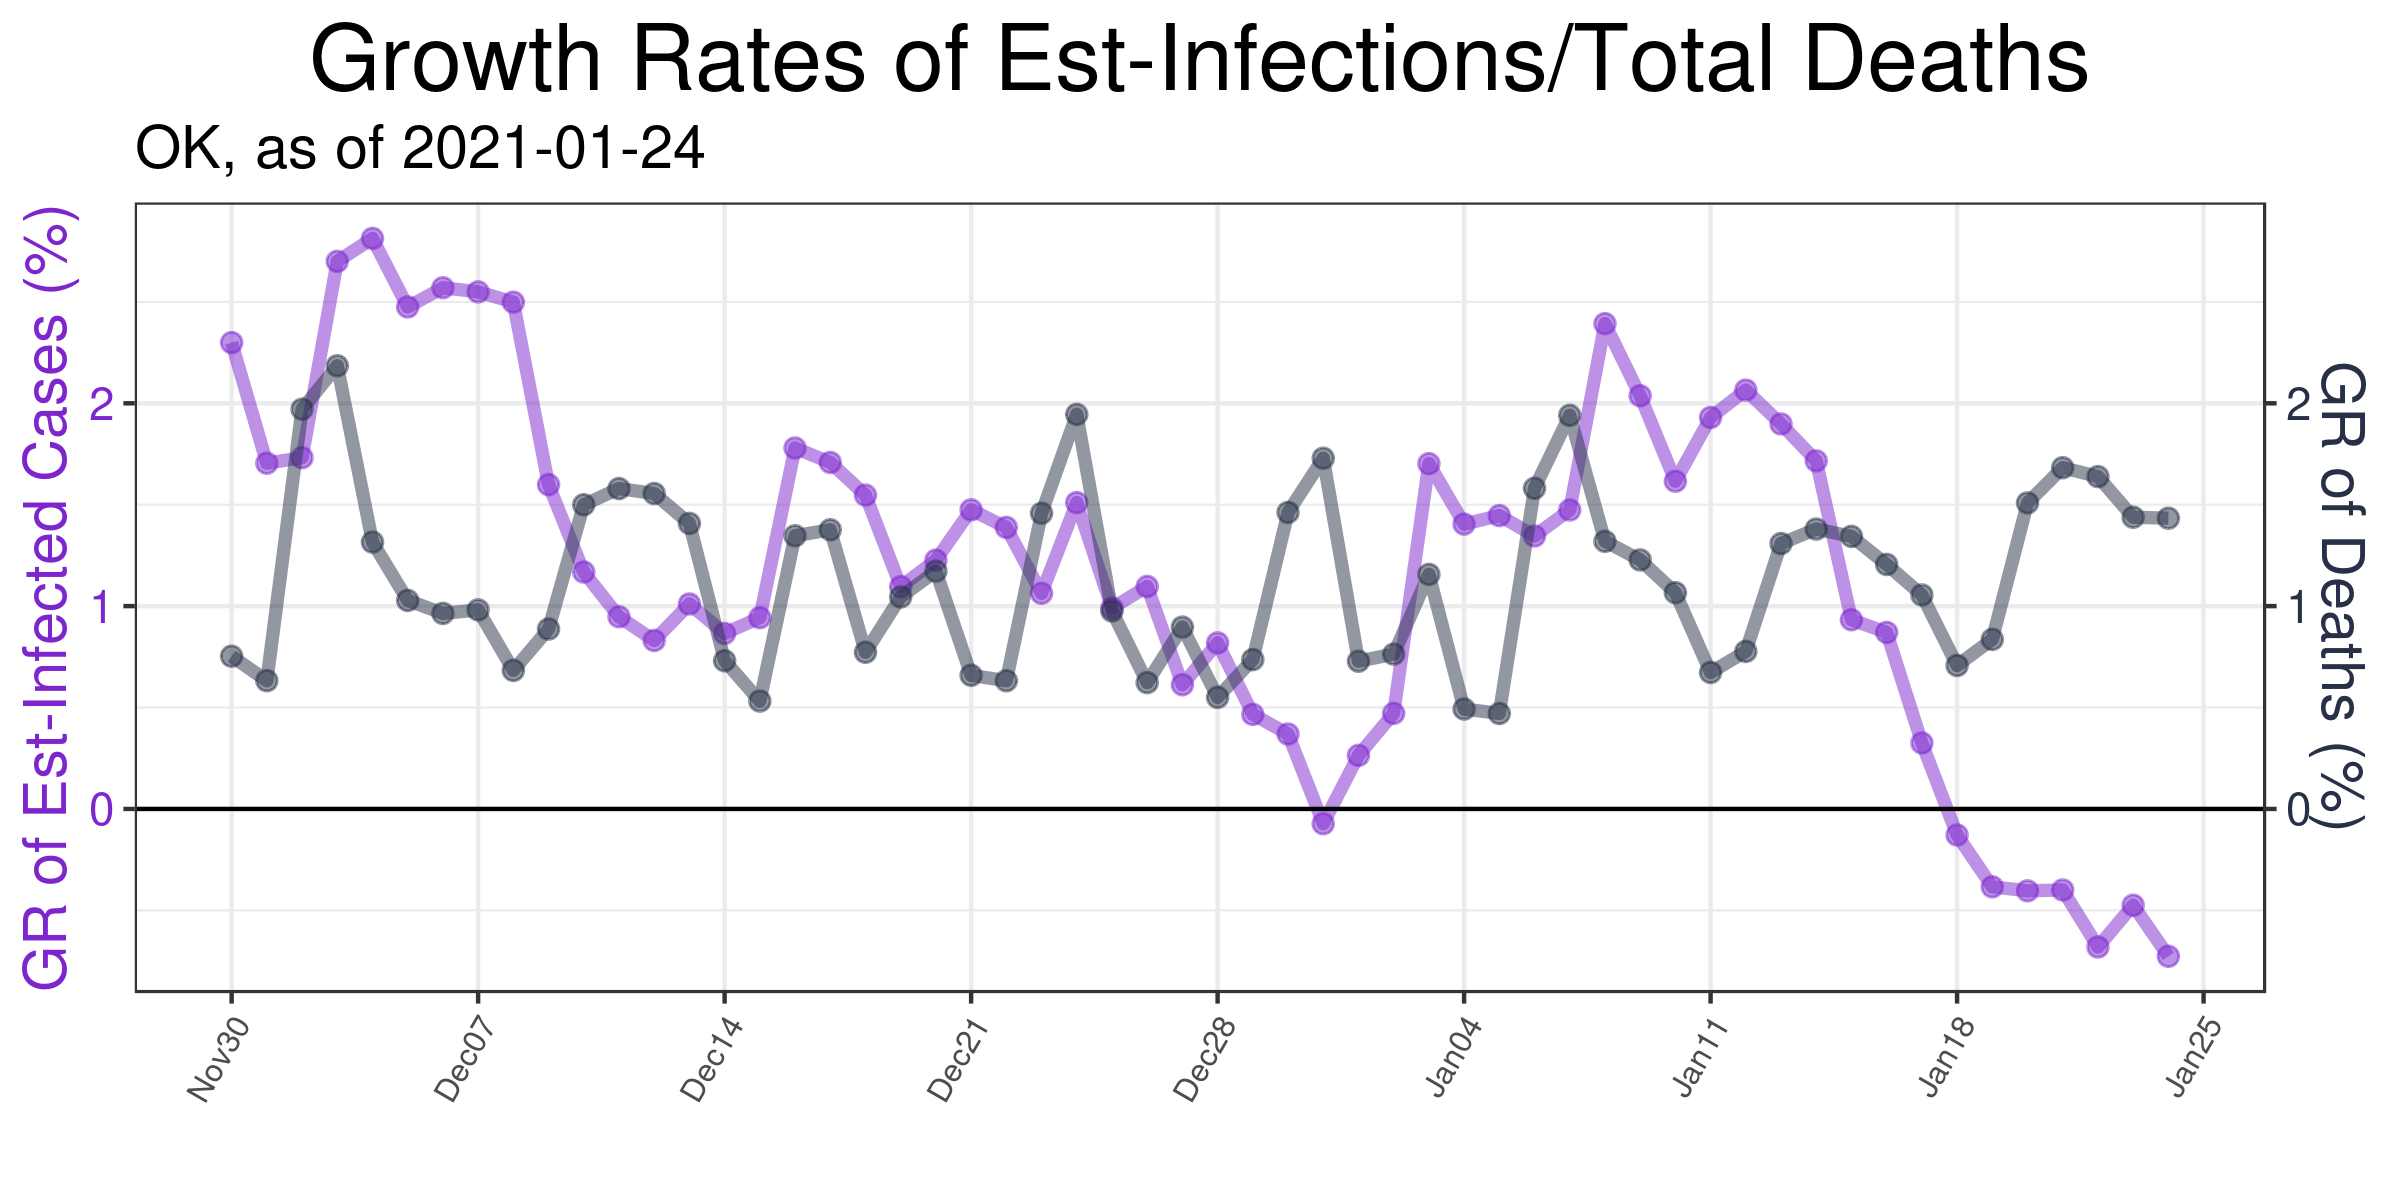 Growth Rates of Est-Infections/Total Deaths
OK, as of 2021-01-24
GR of Est-Infected Cases (%)
2
1
0
2
1
0
GR of Deaths (%)
Nov30
Dec07
Dec14
Dec21
Dec28
Jan04
Jan11
Jan18
Jan25